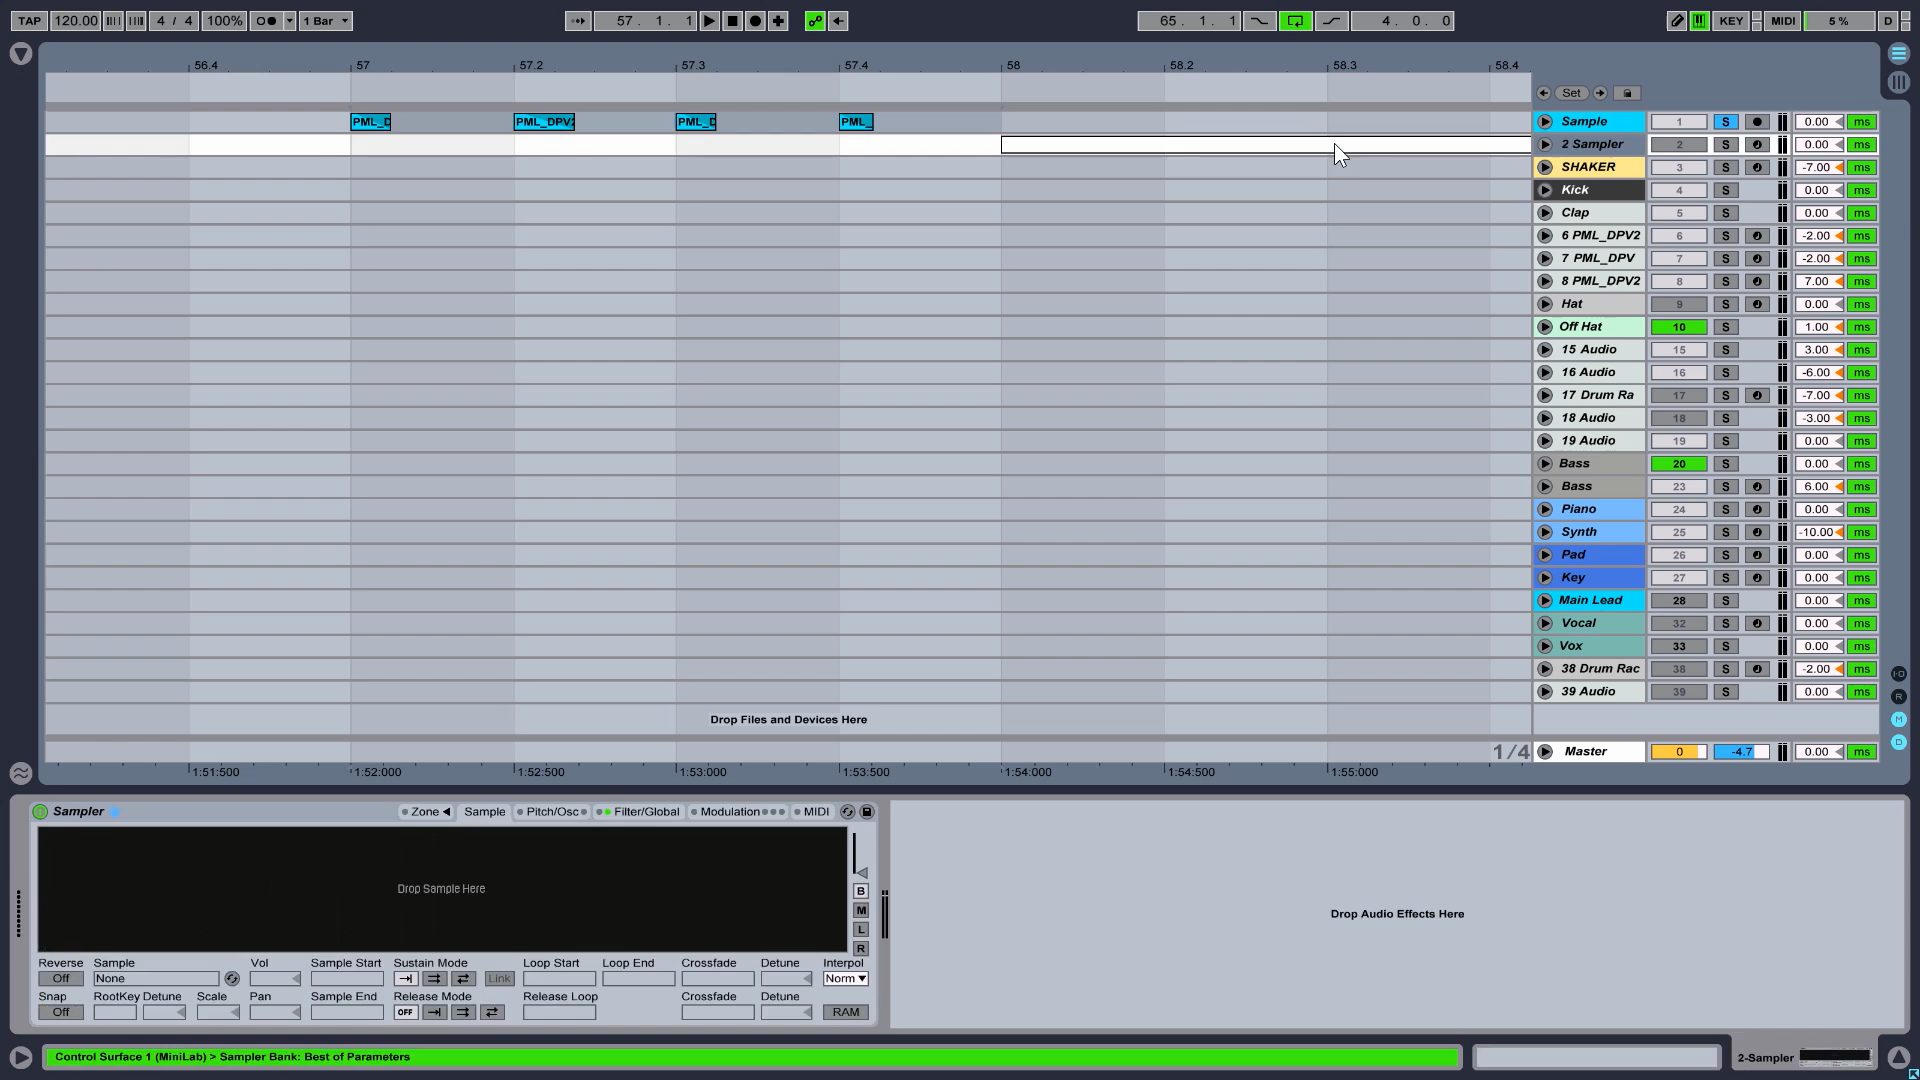 TAP 120.00 4 / 4 100% 1 Bar 57 . 1 . 1 65 . 1 . 1 4 . 0 . 0 KEY MIDI 5 % D
56.4 57 57.2 57.3 57.4 58 58.2 58.3 58.4
Set
PML_D PML_DPV2 PML_D PML_
Sample 1 S 0.00 ms
2 Sampler 2 S 0.00 ms
SHAKER 3 S -7.00 ms
Kick 4 S 0.00 ms
Clap 5 S 0.00 ms
6 PML_DPV2 6 S -2.00 ms
7 PML_DPV 7 S -2.00 ms
8 PML_DPV2 8 S 7.00 ms
Hat 9 S 0.00 ms
Off Hat 10 S 1.00 ms
15 Audio 15 S 3.00 ms
16 Audio 16 S -6.00 ms
17 Drum Ra 17 S -7.00 ms
18 Audio 18 S -3.00 ms
19 Audio 19 S 0.00 ms
Bass 20 S 0.00 ms
Bass 23 S 6.00 ms
Piano 24 S 0.00 ms
Synth 25 S -10.00 ms
Pad 26 S 0.00 ms
Key 27 S 0.00 ms
Main Lead 28 S 0.00 ms
Vocal 32 S 0.00 ms
Vox 33 S 0.00 ms
38 Drum Rac 38 S -2.00 ms
39 Audio 39 S 0.00 ms
Drop Files and Devices Here
1/4 Master 0 -4.7 0.00 ms
1:51:500 1:52:000 1:52:500 1:53:000 1:53:500 1:54:000 1:54:500 1:55:000
I·O
R
M
D
Sampler Zone Sample Pitch/Osc Filter/Global Modulation MIDI
Drop Sample Here
B
M
L
R
Drop Audio Effects Here
Reverse Sample Vol Sample Start Sustain Mode Loop Start Loop End Crossfade Detune Interpol
Off None Link Norm
Snap RootKey Detune Scale Pan Sample End Release Mode Release Loop Crossfade Detune
Off OFF RAM
Control Surface 1 (MiniLab) > Sampler Bank: Best of Parameters
2-Sampler